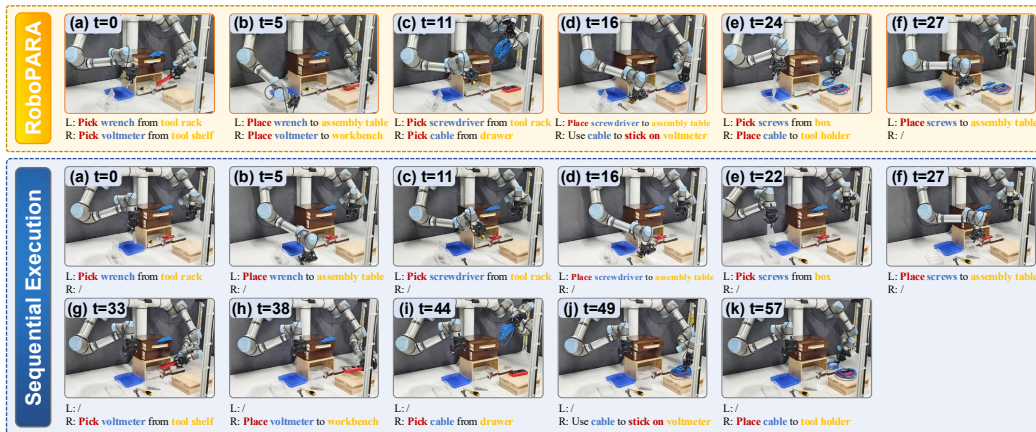 RoboPARA
(a) t=0
(b) t=5
(c) t=11
(d) t=16
(e) t=24
(f) t=27
L: Pick wrench from tool rack
R: Pick voltmeter from tool shelf
L: Place wrench to assembly table
R: Place voltmeter to workbench
L: Pick screwdriver from tool rack
R: Pick cable from drawer
L: Place screwdriver to assembly table
R: Use cable to stick on voltmeter
L: Pick screws from box
R: Place cable to tool holder
L: Place screws to assembly table
R: /
Sequential Execution
(a) t=0
(b) t=5
(c) t=11
(d) t=16
(e) t=22
(f) t=27
L: Pick wrench from tool rack
R: /
L: Place wrench to assembly table
R: /
L: Pick screwdriver from tool rack
R: /
L: Place screwdriver to assembly table
R: /
L: Pick screws from box
R: /
L: Place screws to assembly table
R: /
(g) t=33
(h) t=38
(i) t=44
(j) t=49
(k) t=57
L: /
R: Pick voltmeter from tool shelf
L: /
R: Place voltmeter to workbench
L: /
R: Pick cable from drawer
L: /
R: Use cable to stick on voltmeter
L: /
R: Place cable to tool holder